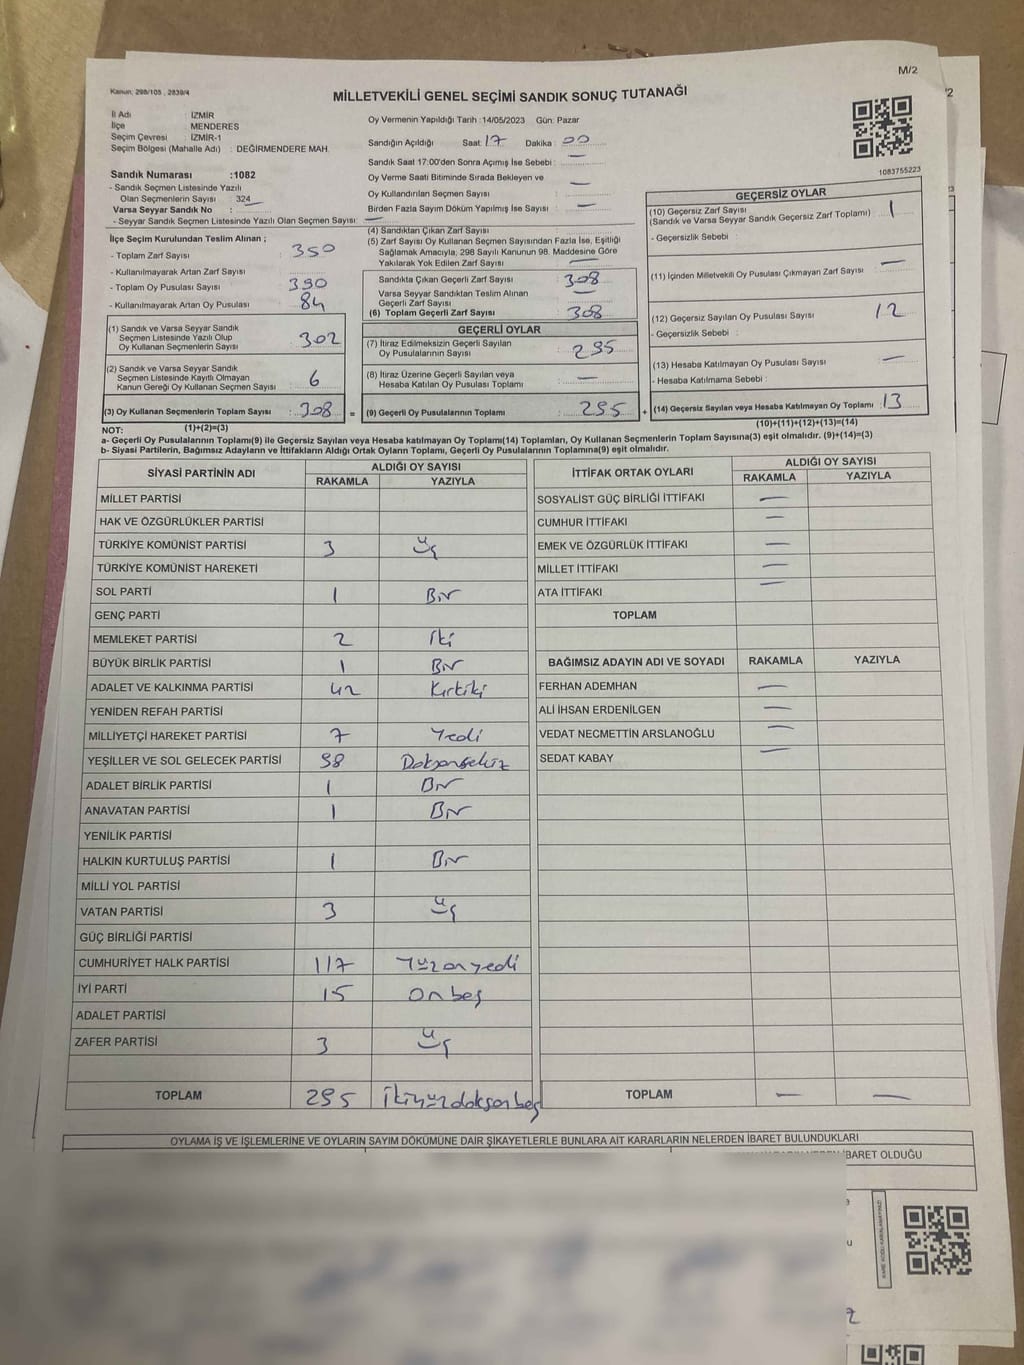 M/2
Kanun: 298/105 , 2839/4
MİLLETVEKİLİ GENEL SEÇİMİ SANDIK SONUÇ TUTANAĞI
İl Adı İZMİR
İlçe MENDERES
Seçim Çevresi İZMİR-1
Seçim Bölgesi (Mahalle Adı) : DEĞİRMENDERE MAH.
Sandık Numarası :1082
- Sandık Seçmen Listesinde Yazılı
Olan Seçmenlerin Sayısı 324
Varsa Seyyar Sandık No :
- Seyyar Sandık Seçmen Listesinde Yazılı Olan Seçmen Sayısı: —
İlçe Seçim Kurulundan Teslim Alınan ;
- Toplam Zarf Sayısı : 350
- Kullanılmayarak Artan Zarf Sayısı :
- Toplam Oy Pusulası Sayısı : 390
- Kullanılmayarak Artan Oy Pusulası : 84
(1) Sandık ve Varsa Seyyar Sandık
Seçmen Listesinde Yazılı Olup
Oy Kullanan Seçmenlerin Sayısı : 302
(2) Sandık ve Varsa Seyyar Sandık
Seçmen Listesinde Kayıtlı Olmayan
Kanun Gereği Oy Kullanan Seçmen Sayısı : 6
(3) Oy Kullanan Seçmenlerin Toplam Sayısı : 308 =
Oy Vermenin Yapıldığı Tarih :14/05/2023 Gün: Pazar
Sandığın Açıldığı Saat: 17 Dakika : 00
Sandık Saat 17:00'den Sonra Açımış İse Sebebi : —
Oy Verme Saati Bitiminde Sırada Bekleyen ve
Oy Kullandırılan Seçmen Sayısı : —
Birden Fazla Sayım Döküm Yapılmış İse Sayısı : —
(4) Sandıktan Çıkan Zarf Sayısı :
(5) Zarf Sayısı Oy Kullanan Seçmen Sayısından Fazla İse, Eşitliği
Sağlamak Amacıyla; 298 Sayılı Kanunun 98. Maddesine Göre
Yakılarak Yok Edilen Zarf Sayısı : —
Sandıkta Çıkan Geçerli Zarf Sayısı : 308
Varsa Seyyar Sandıktan Teslim Alınan
Geçerli Zarf Sayısı : —
(6) Toplam Geçerli Zarf Sayısı : 308
GEÇERLİ OYLAR
(7) İtiraz Edilmeksizin Geçerli Sayılan
Oy Pusulalarının Sayısı : 295
(8) İtiraz Üzerine Geçerli Sayılan veya
Hesaba Katılan Oy Pusulası Toplamı : —
(9) Geçerli Oy Pusulalarının Toplamı : 295 +
1083755223
GEÇERSİZ OYLAR
(10) Geçersiz Zarf Sayısı
(Sandık ve Varsa Seyyar Sandık Geçersiz Zarf Toplamı) : 1
- Geçersizlik Sebebi :
(11) İçinden Milletvekili Oy Pusulası Çıkmayan Zarf Sayısı : —
(12) Geçersiz Sayılan Oy Pusulası Sayısı : 12
- Geçersizlik Sebebi :
(13) Hesaba Katılmayan Oy Pusulası Sayısı : —
- Hesaba Katılmama Sebebi :
(14) Geçersiz Sayılan veya Hesaba Katılmayan Oy Toplamı : 13
NOT: (1)+(2)=(3) (10)+(11)+(12)+(13)=(14)
a- Geçerli Oy Pusulalarının Toplamı(9) ile Geçersiz Sayılan veya Hesaba katılmayan Oy Toplamı(14) Toplamları, Oy Kullanan Seçmenlerin Toplam Sayısına(3) eşit olmalıdır. (9)+(14)=(3)
b- Siyasi Partilerin, Bağımsız Adayların ve İttifakların Aldığı Ortak Oyların Toplamı, Geçerli Oy Pusulalarının Toplamına(9) eşit olmalıdır.
SİYASİ PARTİNİN ADI ALDIĞI OY SAYISI
RAKAMLA YAZIYLA
MİLLET PARTİSİ
HAK VE ÖZGÜRLÜKLER PARTİSİ
TÜRKİYE KOMÜNİST PARTİSİ 3 üç
TÜRKİYE KOMÜNİST HAREKETİ
SOL PARTİ 1 Bir
GENÇ PARTİ
MEMLEKET PARTİSİ 2 İki
BÜYÜK BİRLİK PARTİSİ 1 Bir
ADALET VE KALKINMA PARTİSİ 42 Kırkiki
YENİDEN REFAH PARTİSİ
MİLLİYETÇİ HAREKET PARTİSİ 7 Yedi
YEŞİLLER VE SOL GELECEK PARTİSİ 98 Doksansekiz
ADALET BİRLİK PARTİSİ 1 Bir
ANAVATAN PARTİSİ 1 Bir
YENİLİK PARTİSİ
HALKIN KURTULUŞ PARTİSİ 1 Bir
MİLLİ YOL PARTİSİ
VATAN PARTİSİ 3 üç
GÜÇ BİRLİĞİ PARTİSİ
CUMHURİYET HALK PARTİSİ 117 Yüzonyedi
İYİ PARTİ 15 Onbeş
ADALET PARTİSİ
ZAFER PARTİSİ 3 üç
TOPLAM 295 ikiyüzdoksanbeş
İTTİFAK ORTAK OYLARI ALDIĞI OY SAYISI
RAKAMLA YAZIYLA
SOSYALİST GÜÇ BİRLİĞİ İTTİFAKI —
CUMHUR İTTİFAKI —
EMEK VE ÖZGÜRLÜK İTTİFAKI —
MİLLET İTTİFAKI —
ATA İTTİFAKI —
TOPLAM
BAĞIMSIZ ADAYIN ADI VE SOYADI RAKAMLA YAZIYLA
FERHAN ADEMHAN —
ALİ İHSAN ERDENİLGEN —
VEDAT NECMETTİN ARSLANOĞLU —
SEDAT KABAY —
TOPLAM — —
OYLAMA İŞ VE İŞLEMLERİNE VE OYLARIN SAYIM DÖKÜMÜNE DAİR ŞİKAYETLERLE BUNLARA AİT KARARLARIN NELERDEN İBARET BULUNDUKLARI
İBARET OLDUĞU